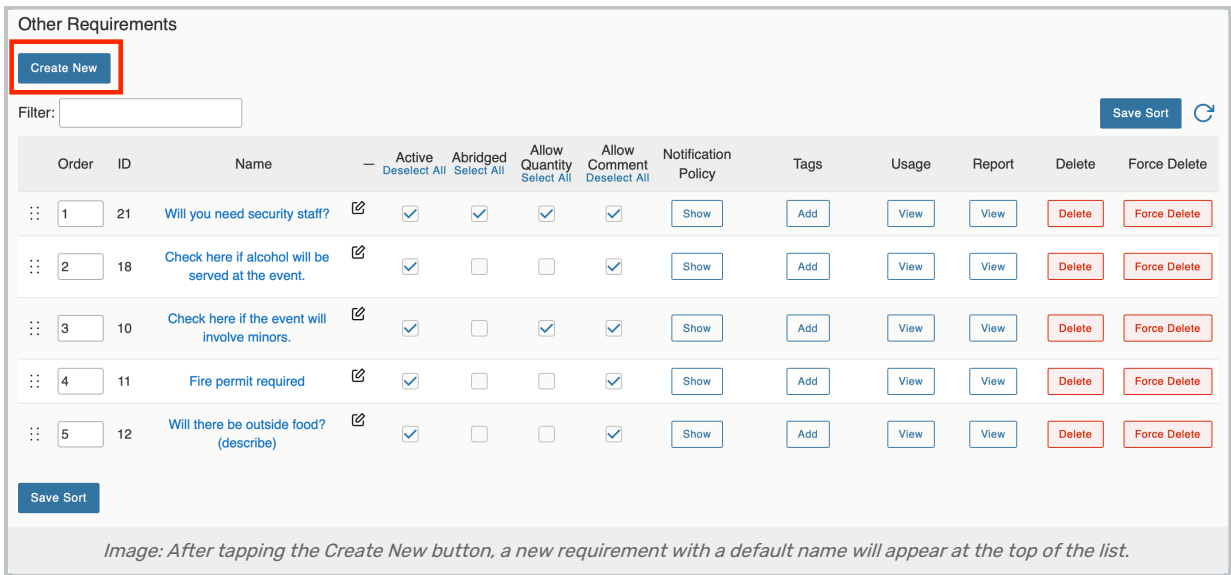 Other Requirements
Create New
Filter:
Save Sort
Order ID Name — Active Deselect All Abridged Select All Allow Quantity Select All Allow Comment Deselect All Notification Policy Tags Usage Report Delete Force Delete
1 21 Will you need security staff? Show Add View View Delete Force Delete
2 18 Check here if alcohol will be
served at the event. Show Add View View Delete Force Delete
3 10 Check here if the event will
involve minors. Show Add View View Delete Force Delete
4 11 Fire permit required Show Add View View Delete Force Delete
5 12 Will there be outside food?
(describe) Show Add View View Delete Force Delete
Save Sort
Image: After tapping the Create New button, a new requirement with a default name will appear at the top of the list.